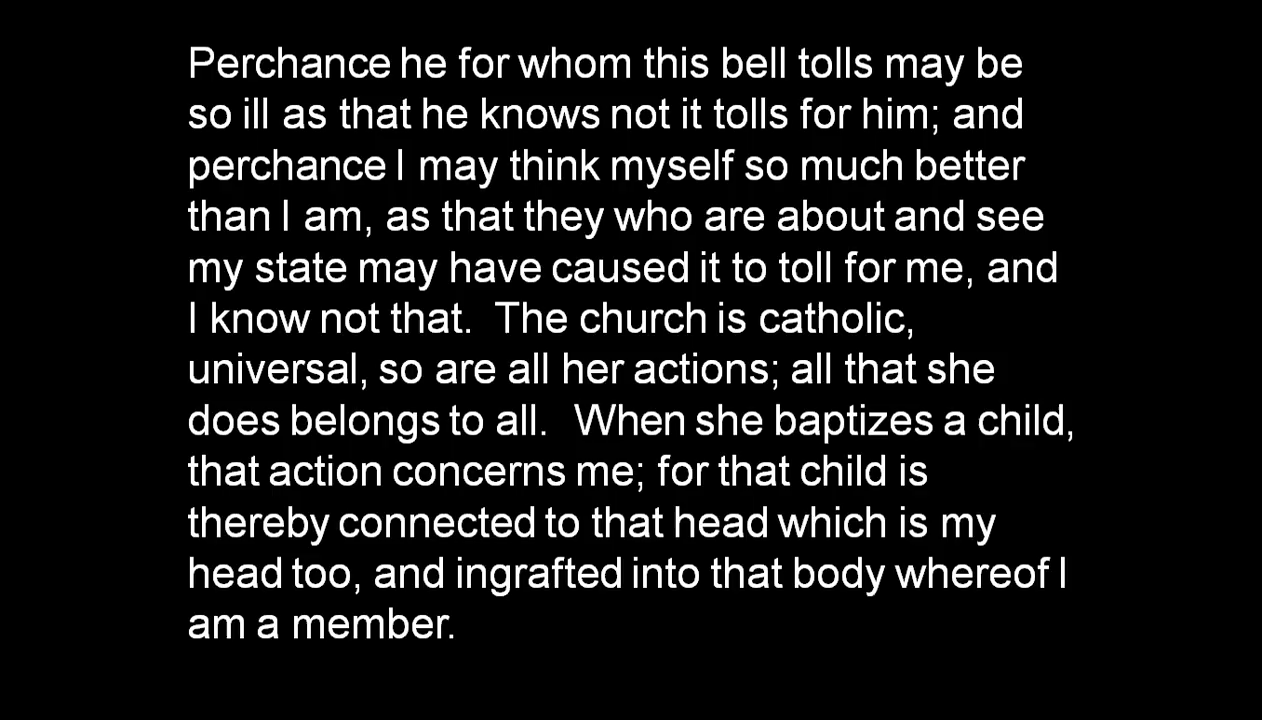 Perchance he for whom this bell tolls may be
so ill as that he knows not it tolls for him; and
perchance I may think myself so much better
than I am, as that they who are about and see
my state may have caused it to toll for me, and
I know not that.  The church is catholic,
universal, so are all her actions; all that she
does belongs to all.  When she baptizes a child,
that action concerns me; for that child is
thereby connected to that head which is my
head too, and ingrafted into that body whereof I
am a member.